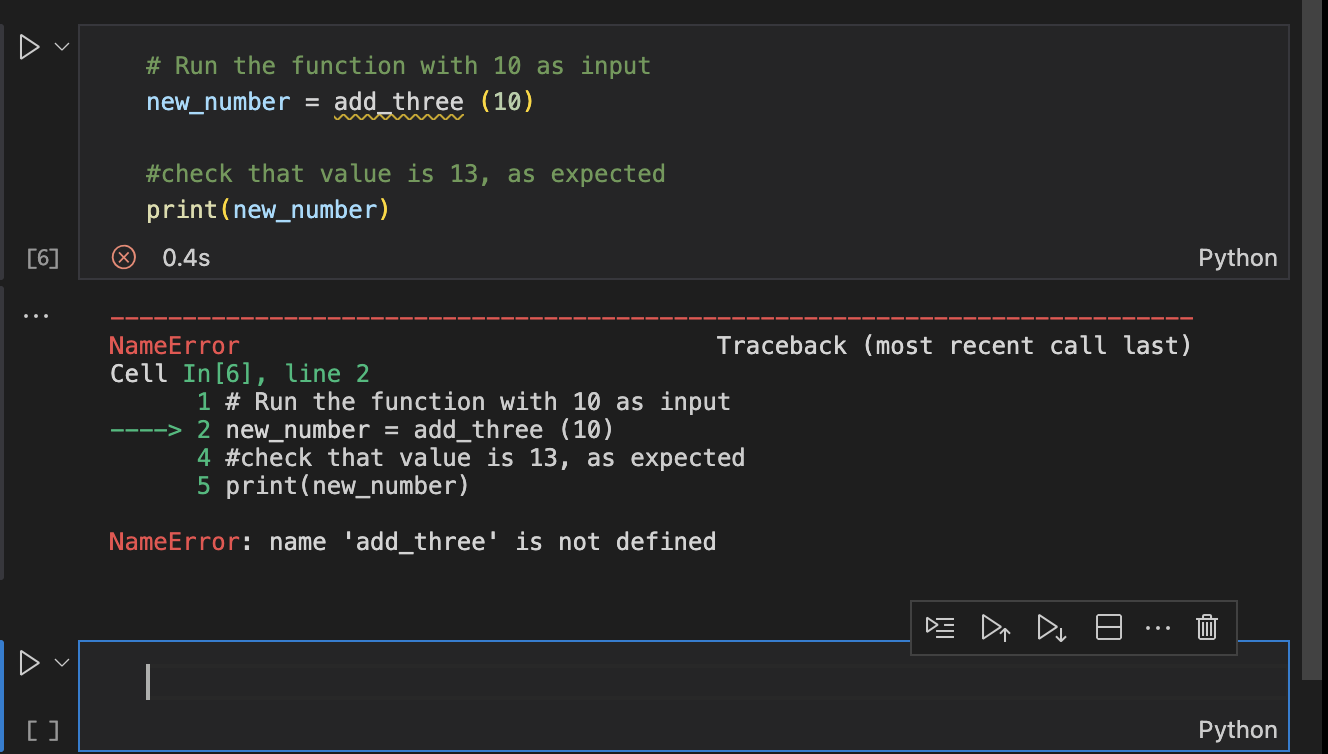 # Run the function with 10 as input
new_number = add_three (10)
#check that value is 13, as expected
print(new_number)
[6]
0.4s
Python
...
---------------------------------------------------------------------------
NameError                                 Traceback (most recent call last)
Cell In[6], line 2
      1 # Run the function with 10 as input
----> 2 new_number = add_three (10)
      4 #check that value is 13, as expected
      5 print(new_number)
NameError: name 'add_three' is not defined
[ ]
Python